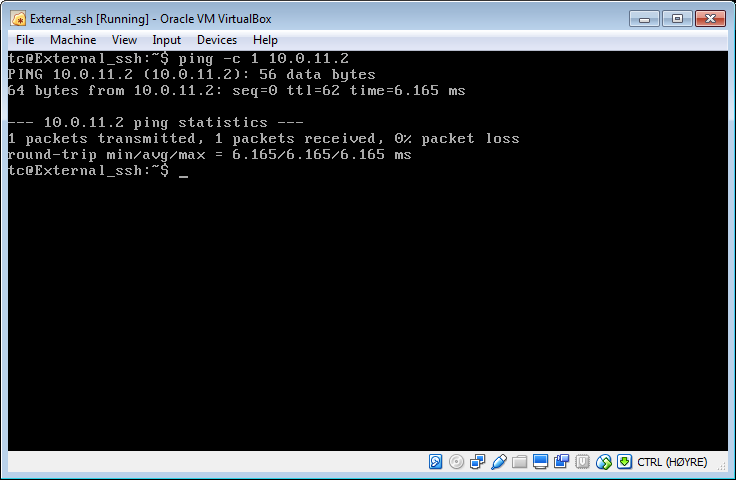 External_ssh [Running] - Oracle VM VirtualBox
File Machine View Input Devices Help
tc@External_ssh:~$ ping -c 1 10.0.11.2
PING 10.0.11.2 (10.0.11.2): 56 data bytes
64 bytes from 10.0.11.2: seq=0 ttl=62 time=6.165 ms
--- 10.0.11.2 ping statistics ---
1 packets transmitted, 1 packets received, 0% packet loss
round-trip min/avg/max = 6.165/6.165/6.165 ms
tc@External_ssh:~$ _
CTRL (HØYRE)